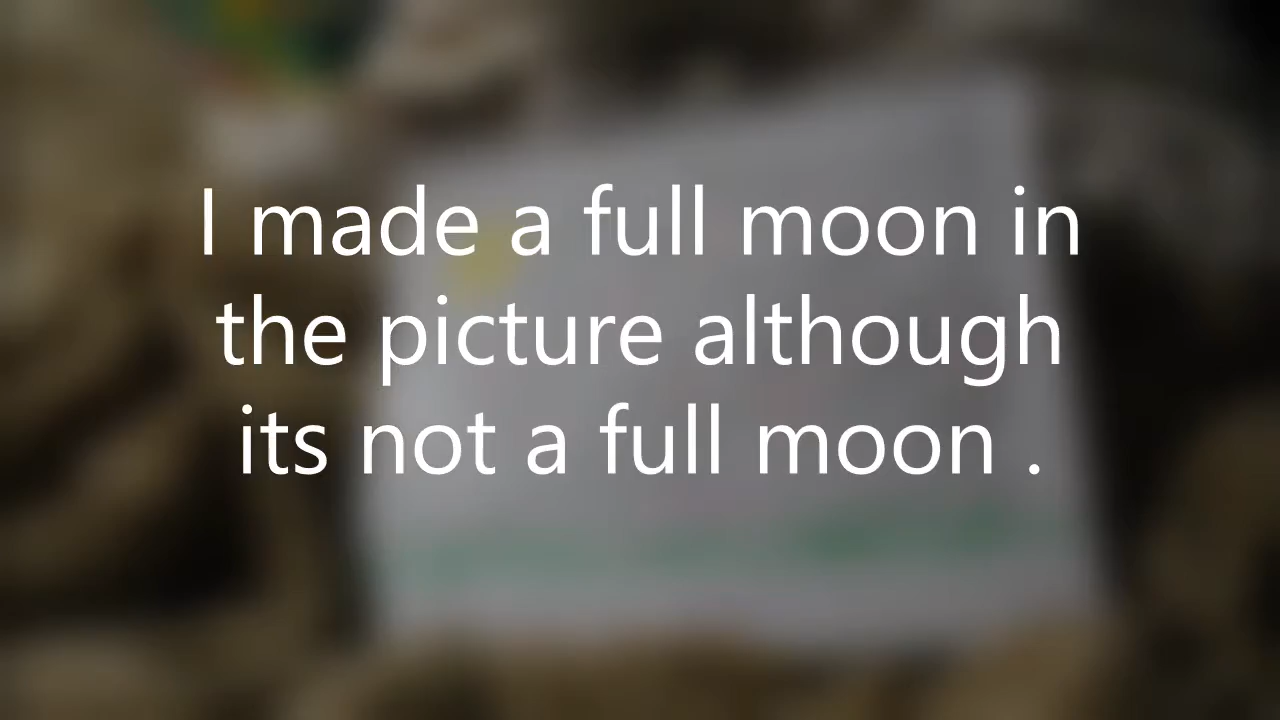 I made a full moon in
the picture although
its not a full moon .